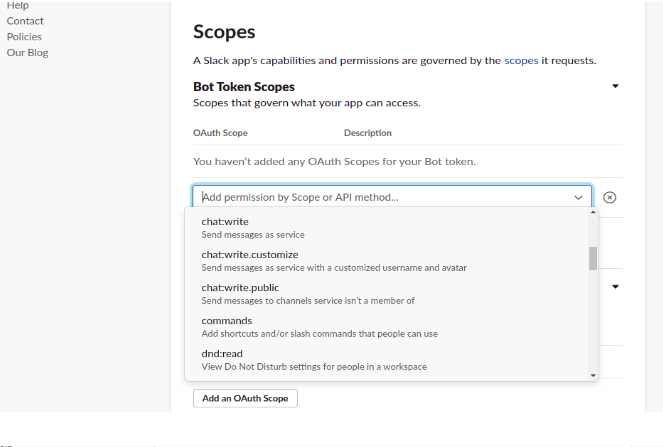 Help
Contact
Policies
Our Blog
Scopes
A Slack app's capabilities and permissions are governed by the scopes it requests.
Bot Token Scopes
Scopes that govern what your app can access.
OAuth Scope Description
You haven't added any OAuth Scopes for your Bot token.
Add permission by Scope or API method...
chat:write
Send messages as service
chat:write.customize
Send messages as service with a customized username and avatar
chat:write.public
Send messages to channels service isn't a member of
commands
Add shortcuts and/or slash commands that people can use
dnd:read
View Do Not Disturb settings for people in a workspace
Add an OAuth Scope